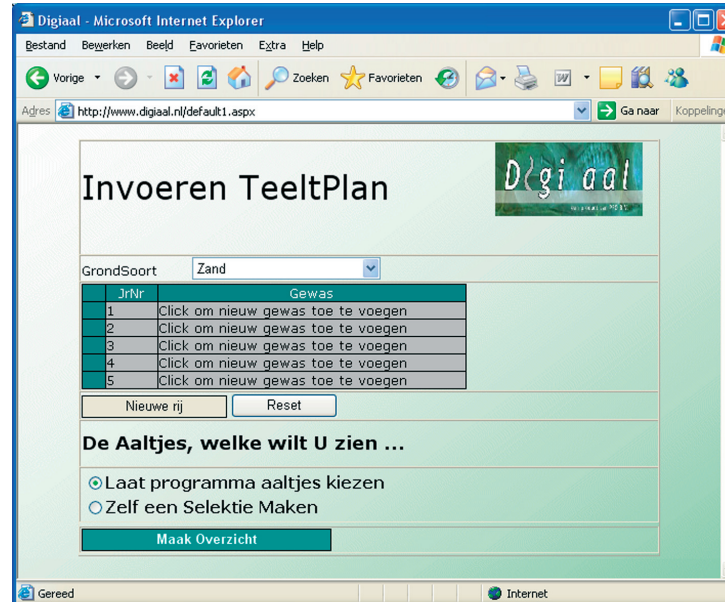 Digiaal - Microsoft Internet Explorer
Bestand Bewerken Beeld Favorieten Extra Help
Vorige Zoeken Favorieten
Adres http://www.digiaal.nl/default1.aspx Ga naar Koppeling
Invoeren TeeltPlan
Digi aal
GrondSoort Zand
JrNr Gewas
1 Click om nieuw gewas toe te voegen
2 Click om nieuw gewas toe te voegen
3 Click om nieuw gewas toe te voegen
4 Click om nieuw gewas toe te voegen
5 Click om nieuw gewas toe te voegen
Nieuwe rij Reset
De Aaltjes, welke wilt U zien ...
Laat programma aaltjes kiezen
Zelf een Selektie Maken
Maak Overzicht
Gereed Internet